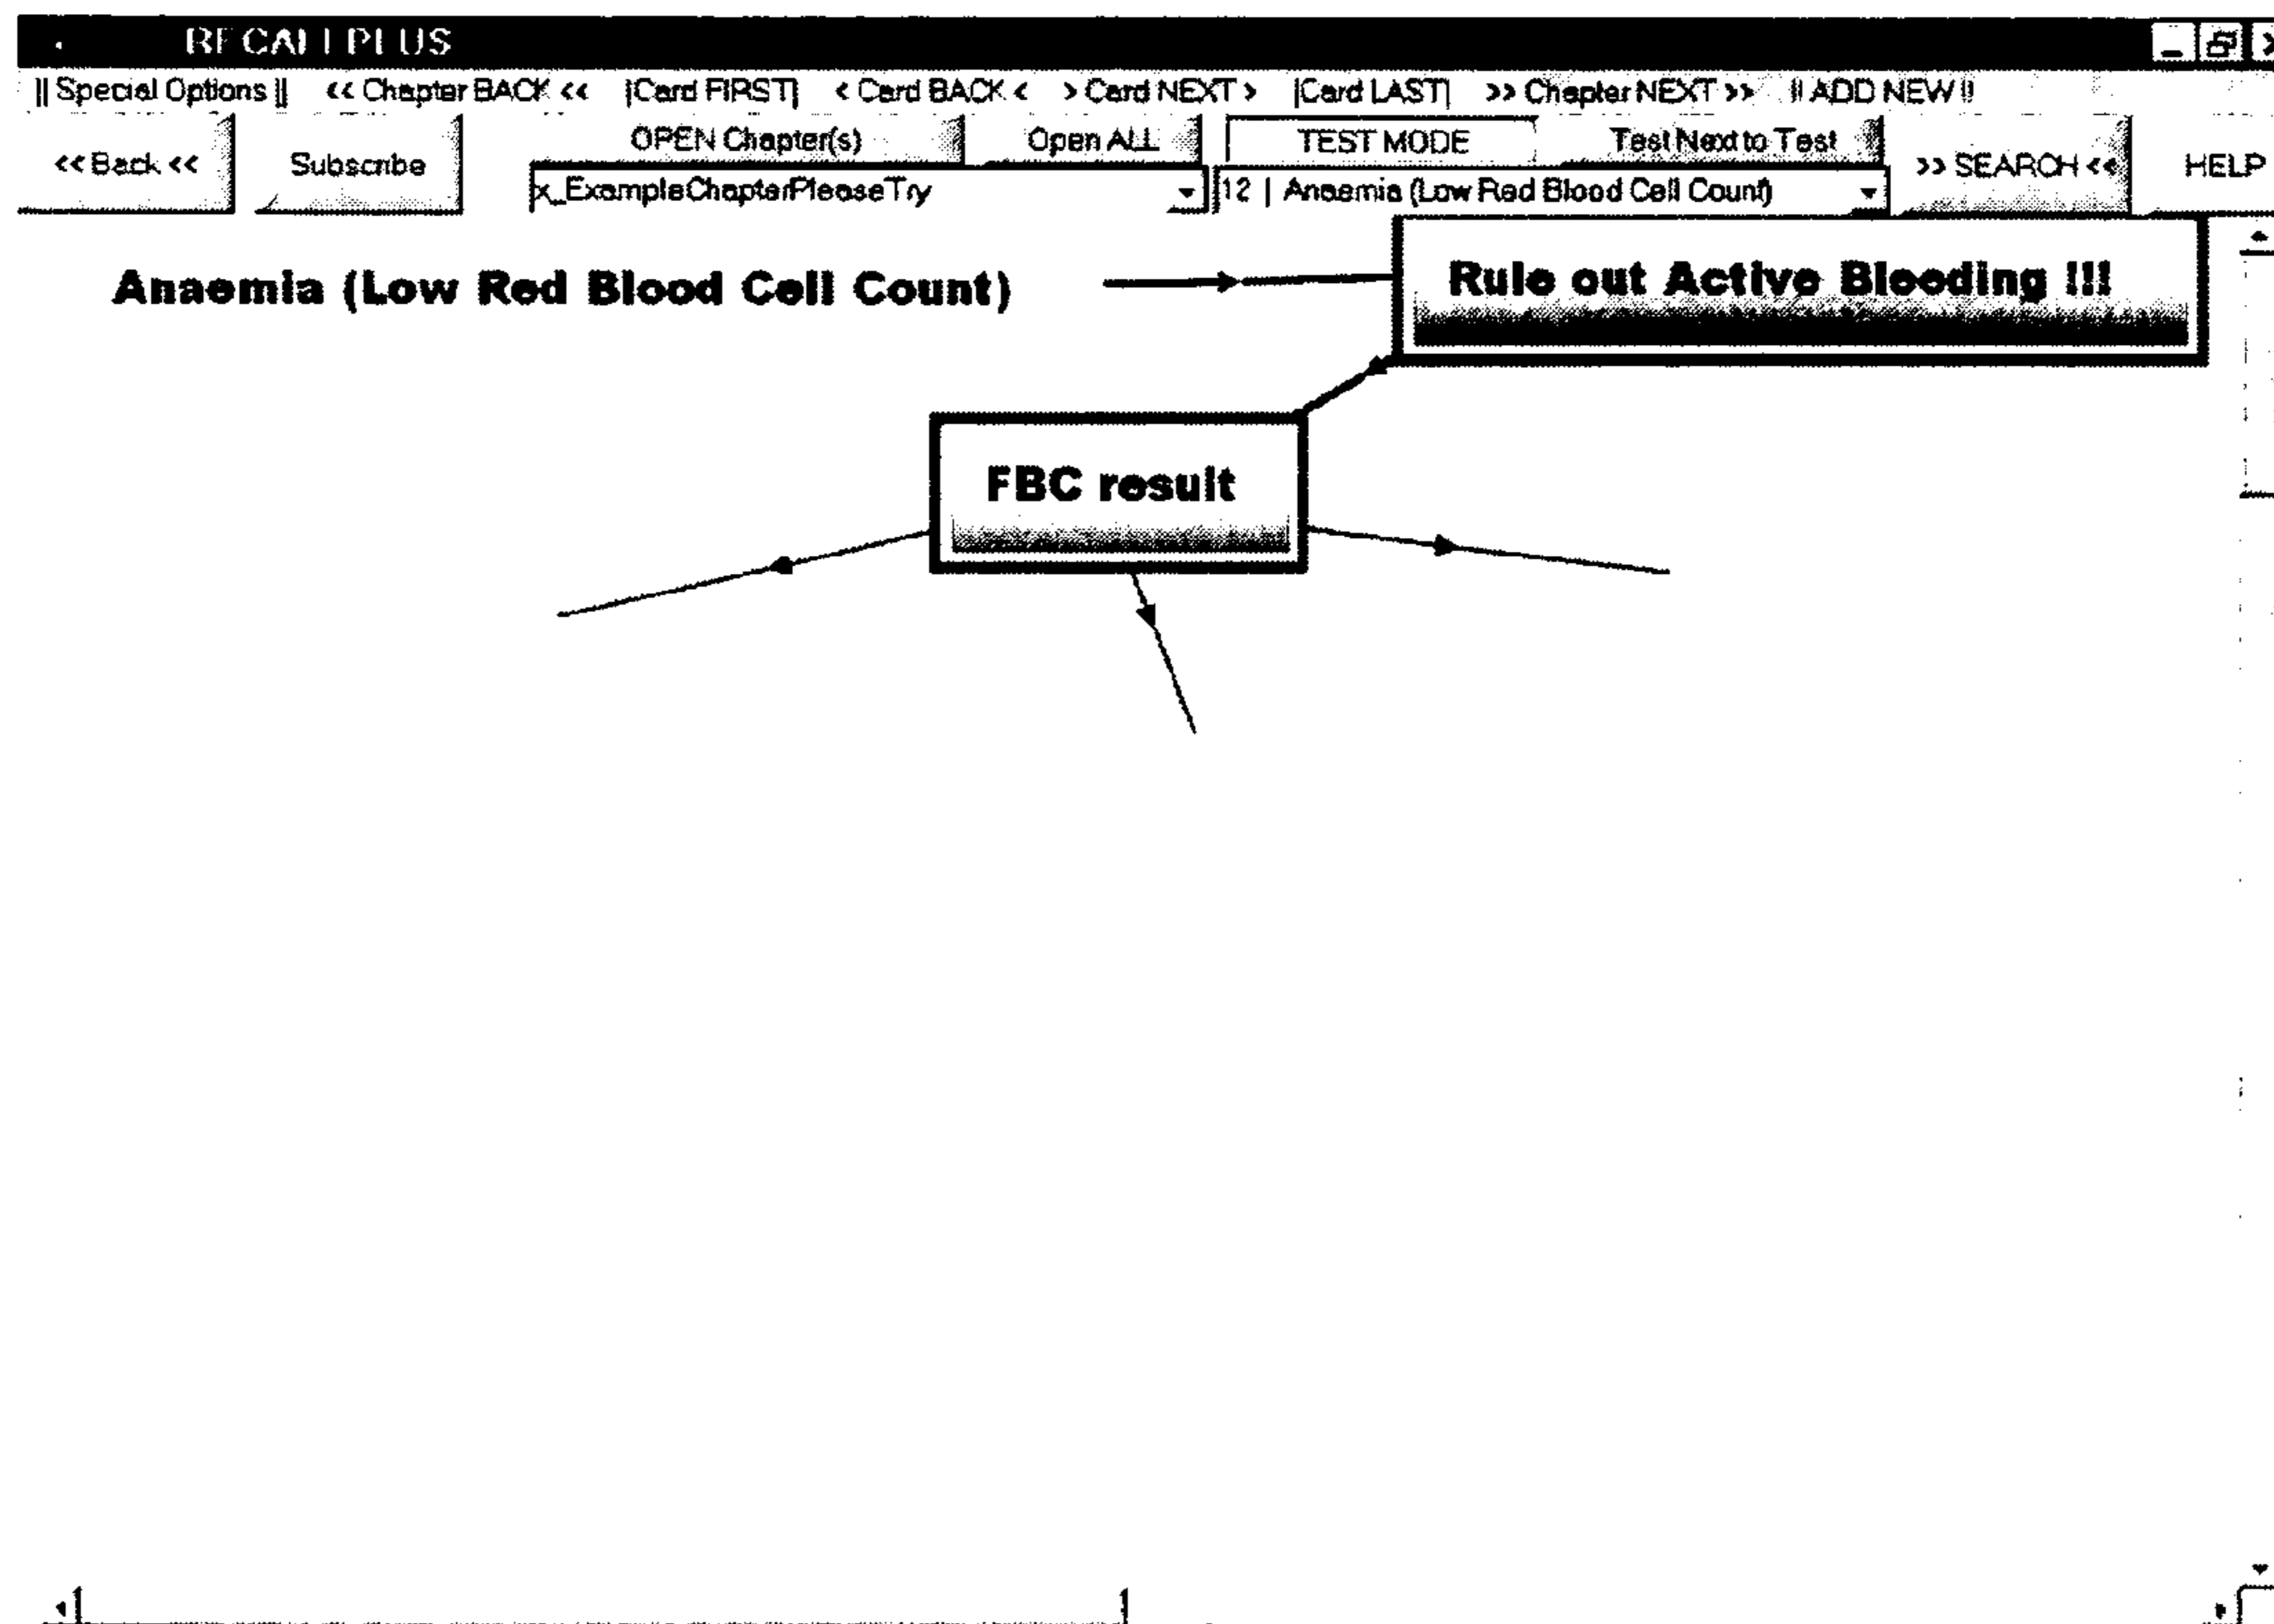 RECALLPLUS
|| Special Options || << Chapter BACK << |Card FIRST| < Card BACK < > Card NEXT > |Card LAST| >> Chapter NEXT >> !! ADD NEW !!
<< Back << Subscribe OPEN Chapter(s) Open ALL TEST MODE Test Next to Test >> SEARCH << HELP
x_ExampleChapterPleaseTry 12 | Anaemia (Low Red Blood Cell Count)
Anaemia (Low Red Blood Cell Count) Rule out Active Bleeding !!!
FBC result